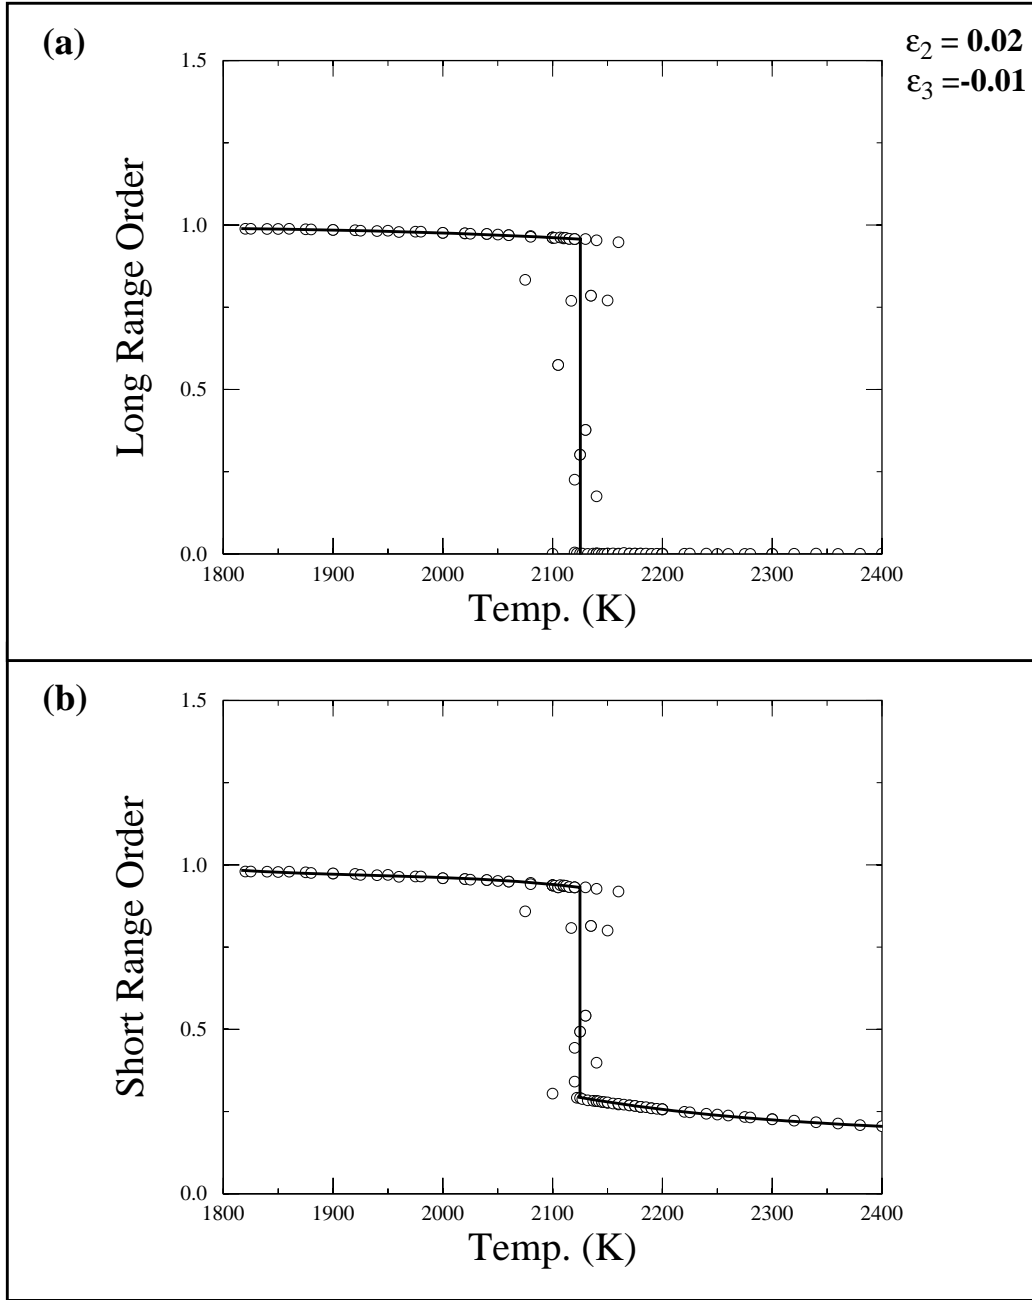 (a)
ε2 = 0.02
ε3 =-0.01
1.5
1.0
0.5
0.0
Long Range Order
1800 1900 2000 2100 2200 2300 2400
Temp. (K)
(b)
1.5
1.0
0.5
0.0
Short Range Order
1800 1900 2000 2100 2200 2300 2400
Temp. (K)